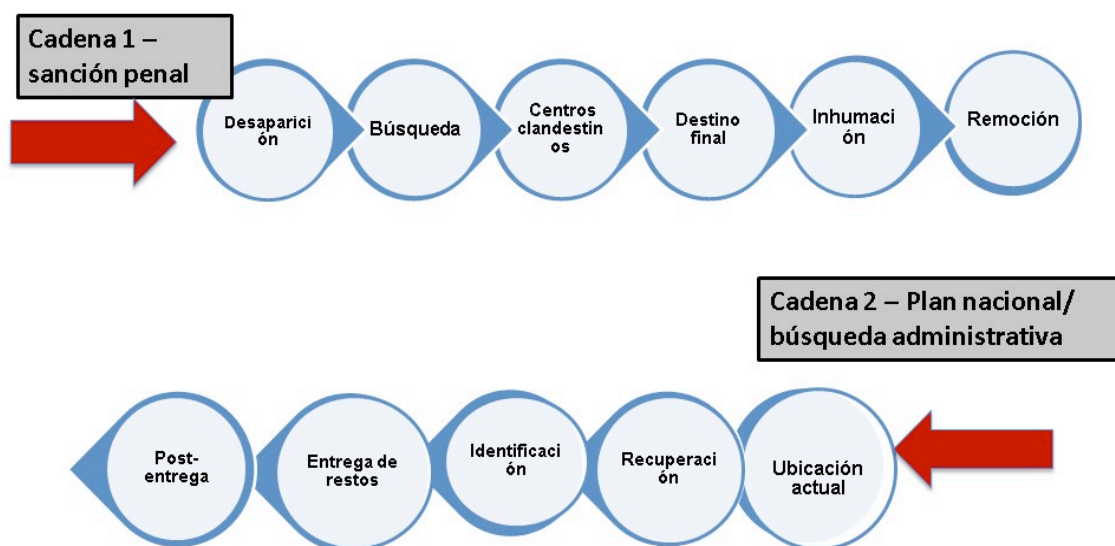 Cadena 1 –
sanción penal
Desaparici
ón
Búsqueda
Centros
clandestin
os
Destino
final
Inhumaci
ón
Remoción
Cadena 2 – Plan nacional/
búsqueda administrativa
Post-
entrega
Entrega de
restos
Identificaci
ón
Recuperaci
ón
Ubicación
actual